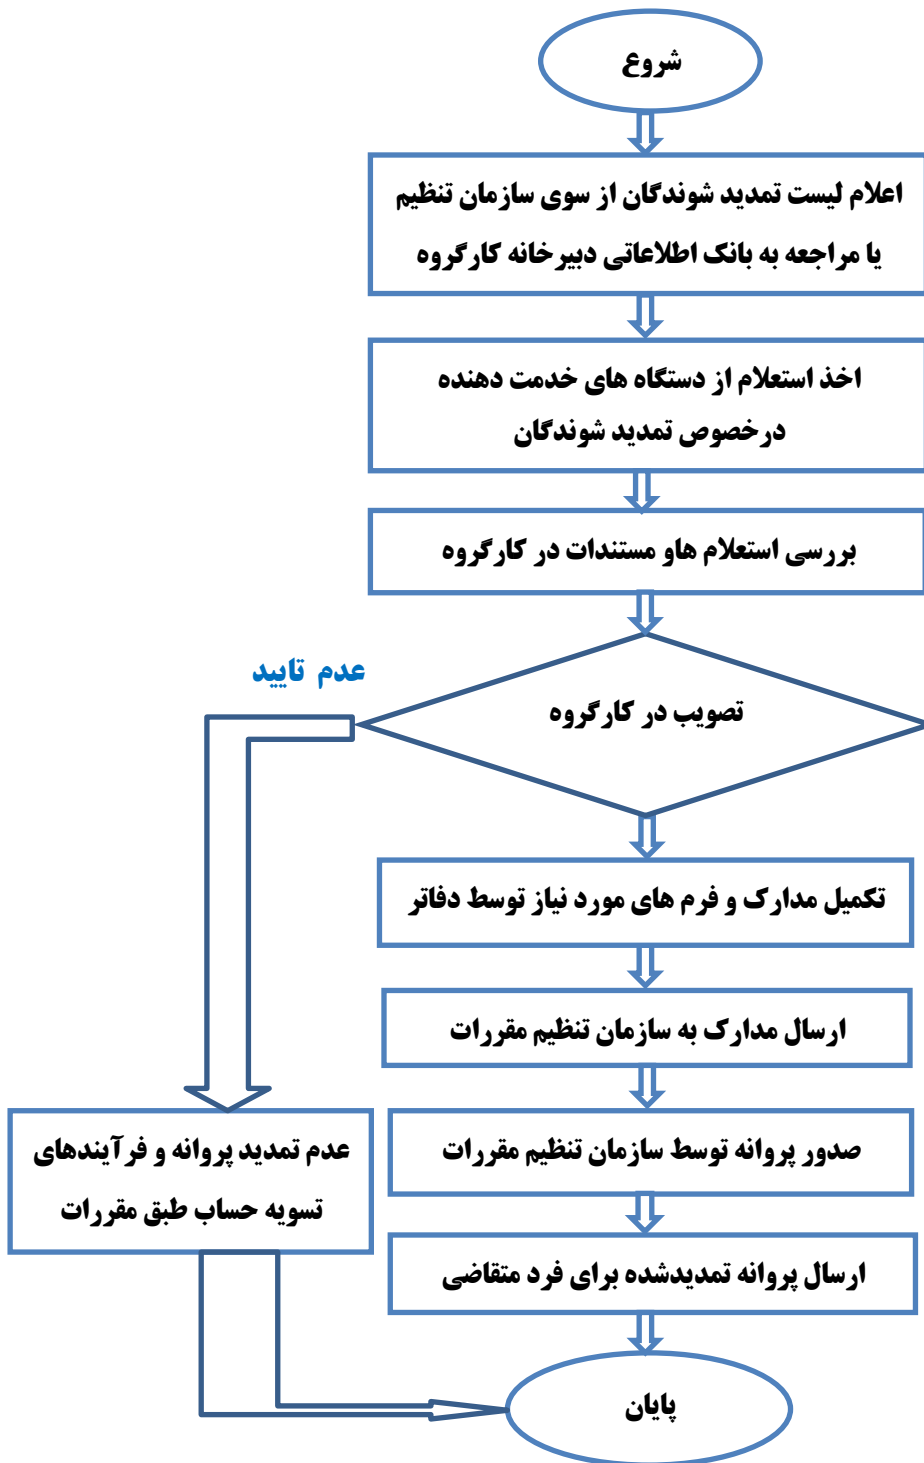 شروع
اعلام لیست تمدید شوندگان از سوی سازمان تنظیم
یا مراجعه به بانک اطلاعاتی دبیرخانه کارگروه
اخذ استعلام از دستگاه های خدمت دهنده
درخصوص تمدید شوندگان
بررسی استعلام هاو مستندات در کارگروه
عدم تایید
تصویب در کارگروه
تکمیل مدارک و فرم های مورد نیاز توسط دفاتر
ارسال مدارک به سازمان تنظیم مقررات
صدور پروانه توسط سازمان تنظیم مقررات
عدم تمدید پروانه و فرآیندهای
تسویه حساب طبق مقررات
ارسال پروانه تمدیدشده برای فرد متقاضی
پایان